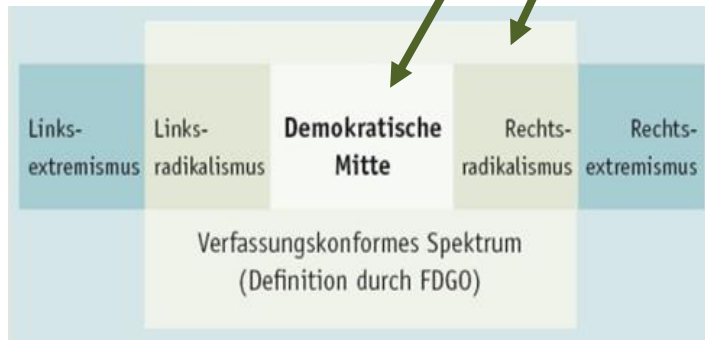 Links-
extremismus
Links-
radikalismus
Demokratische
Mitte
Rechts-
radikalismus
Rechts-
extremismus
Verfassungskonformes Spektrum
(Definition durch FDGO)